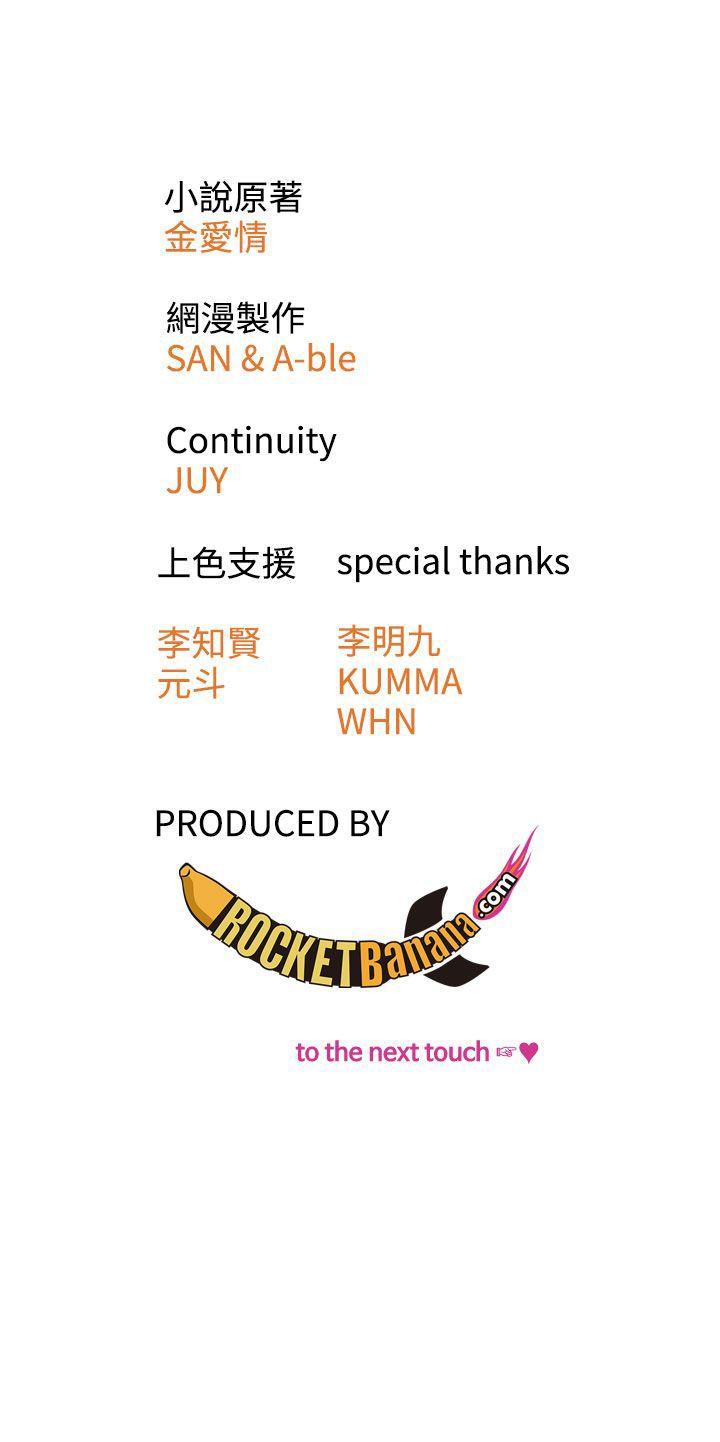 小說原著
金愛情
網漫製作
SAN & A-ble
Continuity
JUY
上色支援
李知賢
元斗
special thanks
李明九
KUMMA
WHN
PRODUCED BY
ROCKETBanana.com
to the next touch ☞♥